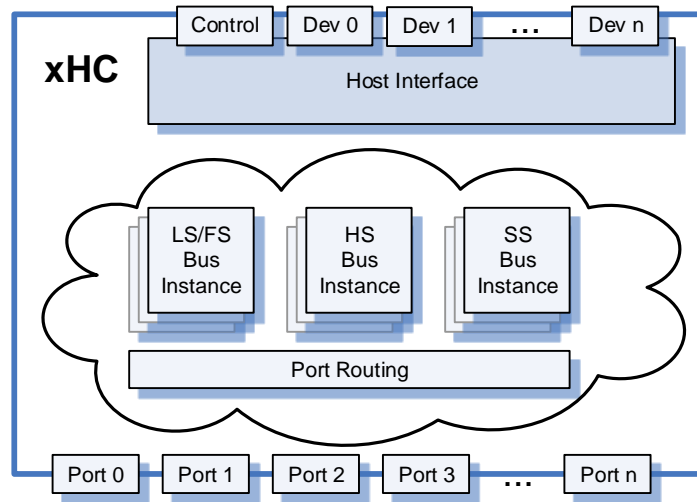 Control Dev 0 Dev 1 ... Dev n
xHC
Host Interface
LS/FS
Bus
Instance
HS
Bus
Instance
SS
Bus
Instance
Port Routing
Port 0 Port 1 Port 2 Port 3 ... Port n